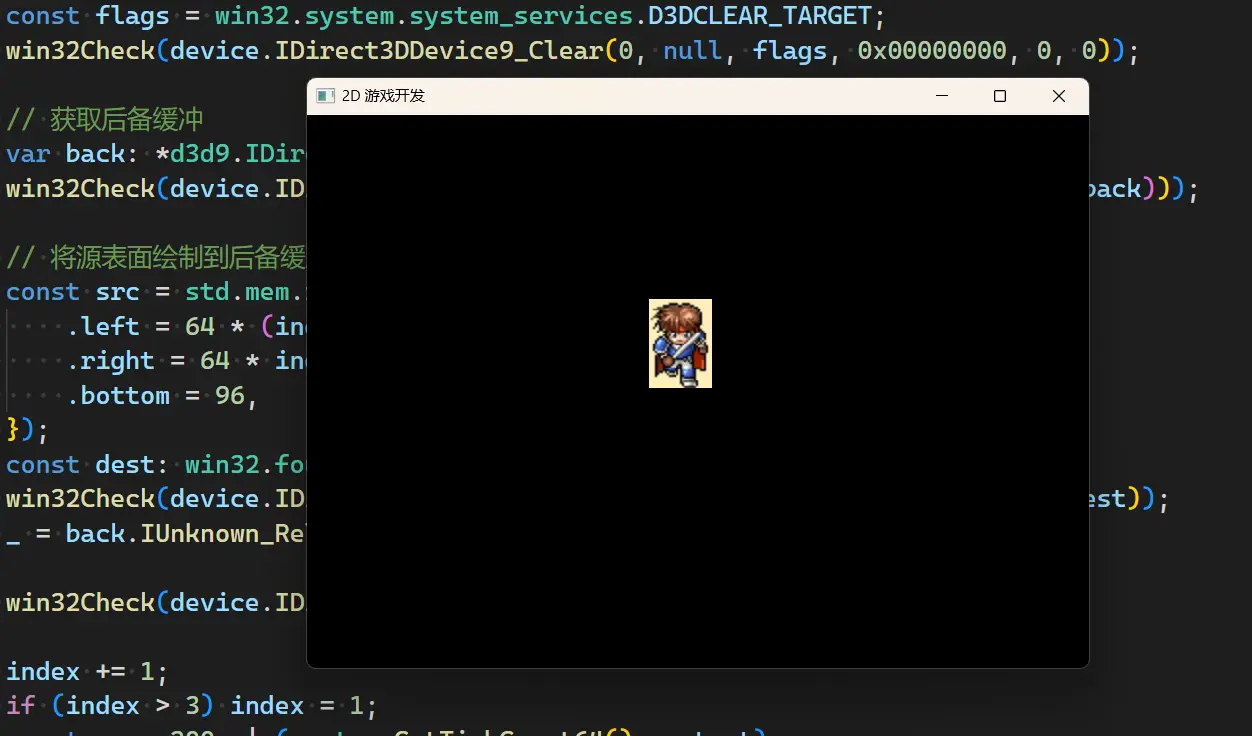 const flags = win32.system.system_services.D3DCLEAR_TARGET;
win32Check(device.IDirect3DDevice9_Clear(0, null, flags, 0x00000000, 0, 0));
2D 游戏开发
// 获取后备缓冲
var back: *d3d9.IDir
win32Check(device.ID back)));
// 将源表面绘制到后备缓
const src = std.mem.
.left = 64 * (in
.right = 64 * in
.bottom = 96,
});
const dest: win32.fo
win32Check(device.ID est));
_ = back.IUnknown_Re
win32Check(device.ID
index += 1;
if (index > 3) index = 1;